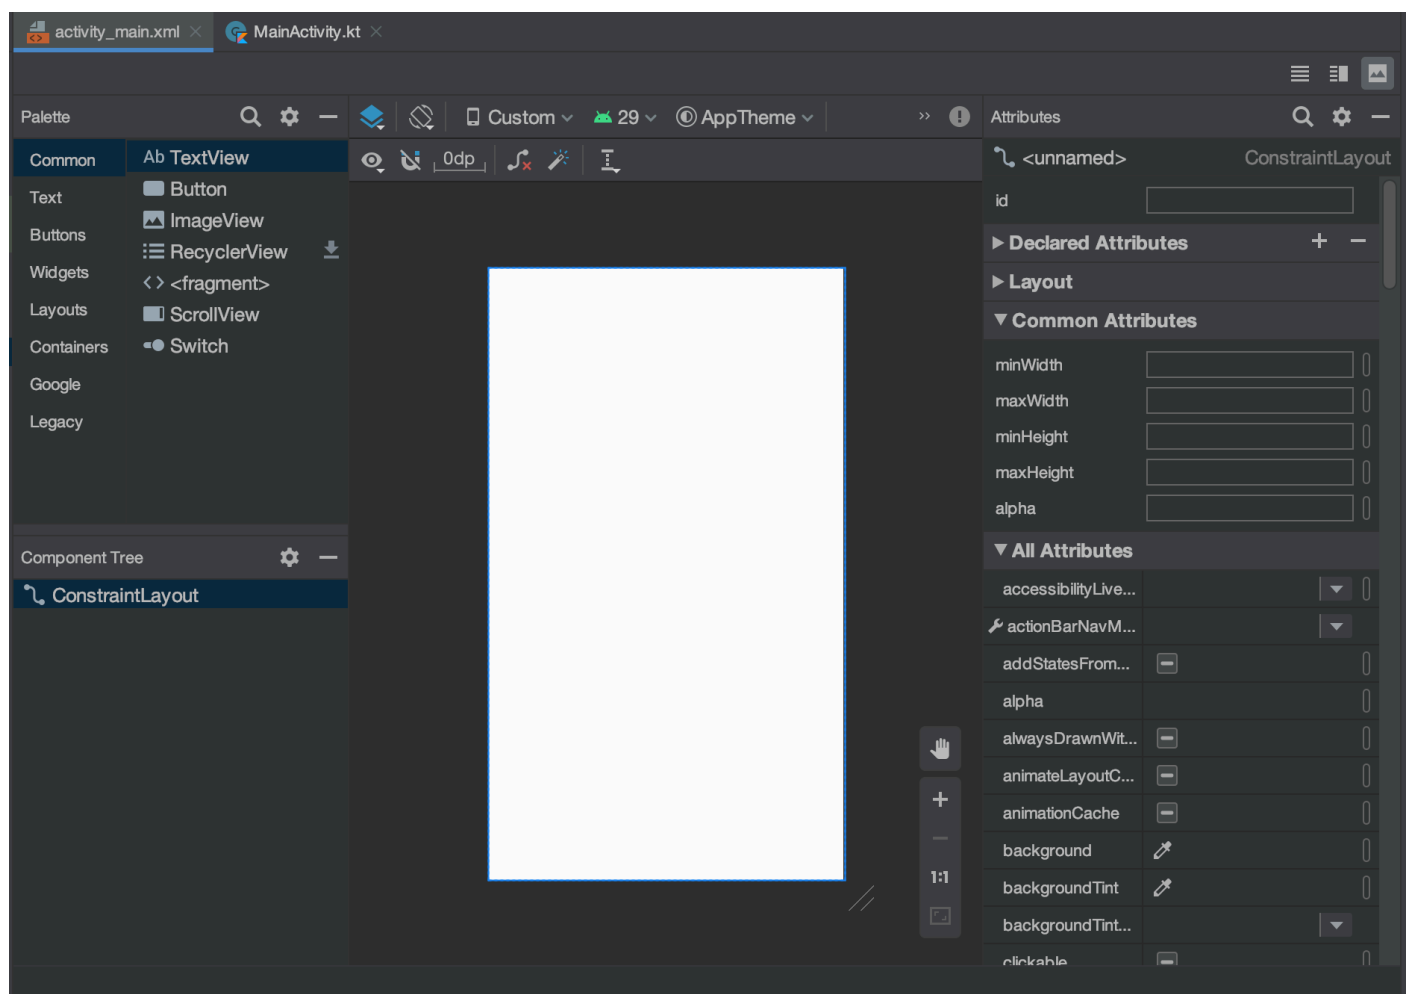 activity_main.xml
MainActivity.kt
Palette
Custom
29
AppTheme
Attributes
Common
Text
Buttons
Widgets
Layouts
Containers
Google
Legacy
Ab TextView
Button
ImageView
RecyclerView
<> <fragment>
ScrollView
Switch
0dp
Component Tree
ConstraintLayout
1:1
<unnamed>
ConstraintLayout
id
Declared Attributes
Layout
Common Attributes
minWidth
maxWidth
minHeight
maxHeight
alpha
All Attributes
accessibilityLive...
actionBarNavM...
addStatesFrom...
alpha
alwaysDrawnWit...
animateLayoutC...
animationCache
background
backgroundTint
backgroundTint...
clickable